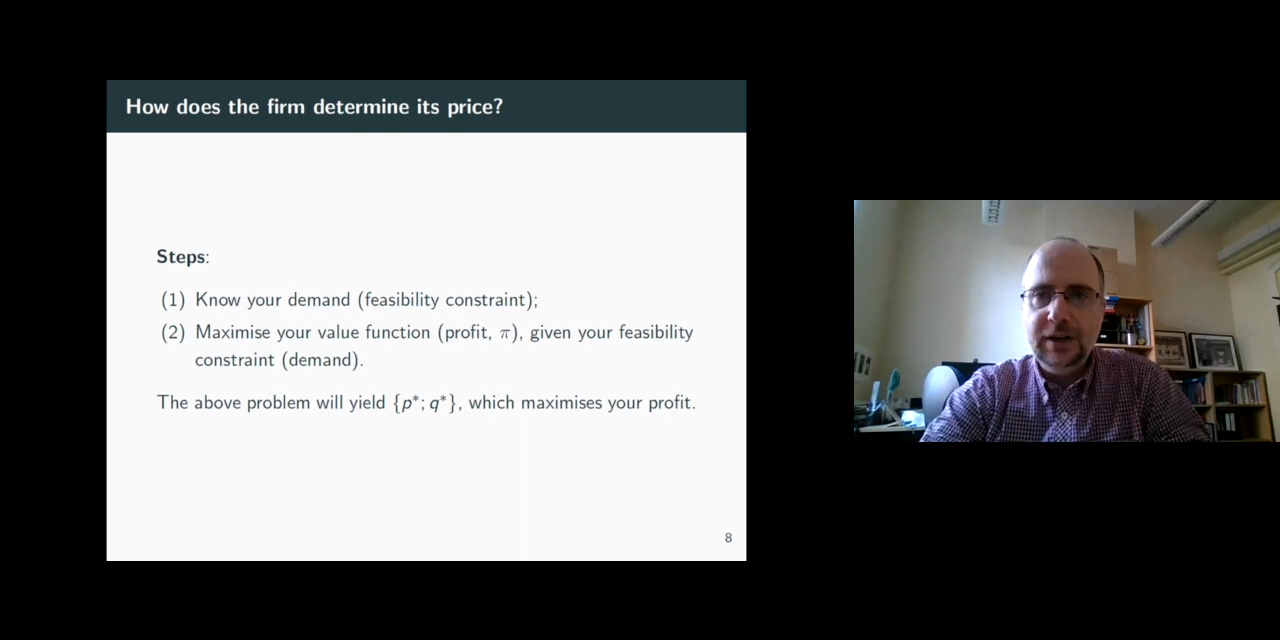 How does the firm determine its price?
Steps:
(1) Know your demand (feasibility constraint);
(2) Maximise your value function (profit, π), given your feasibility
constraint (demand).
The above problem will yield {p*; q*}, which maximises your profit.
8